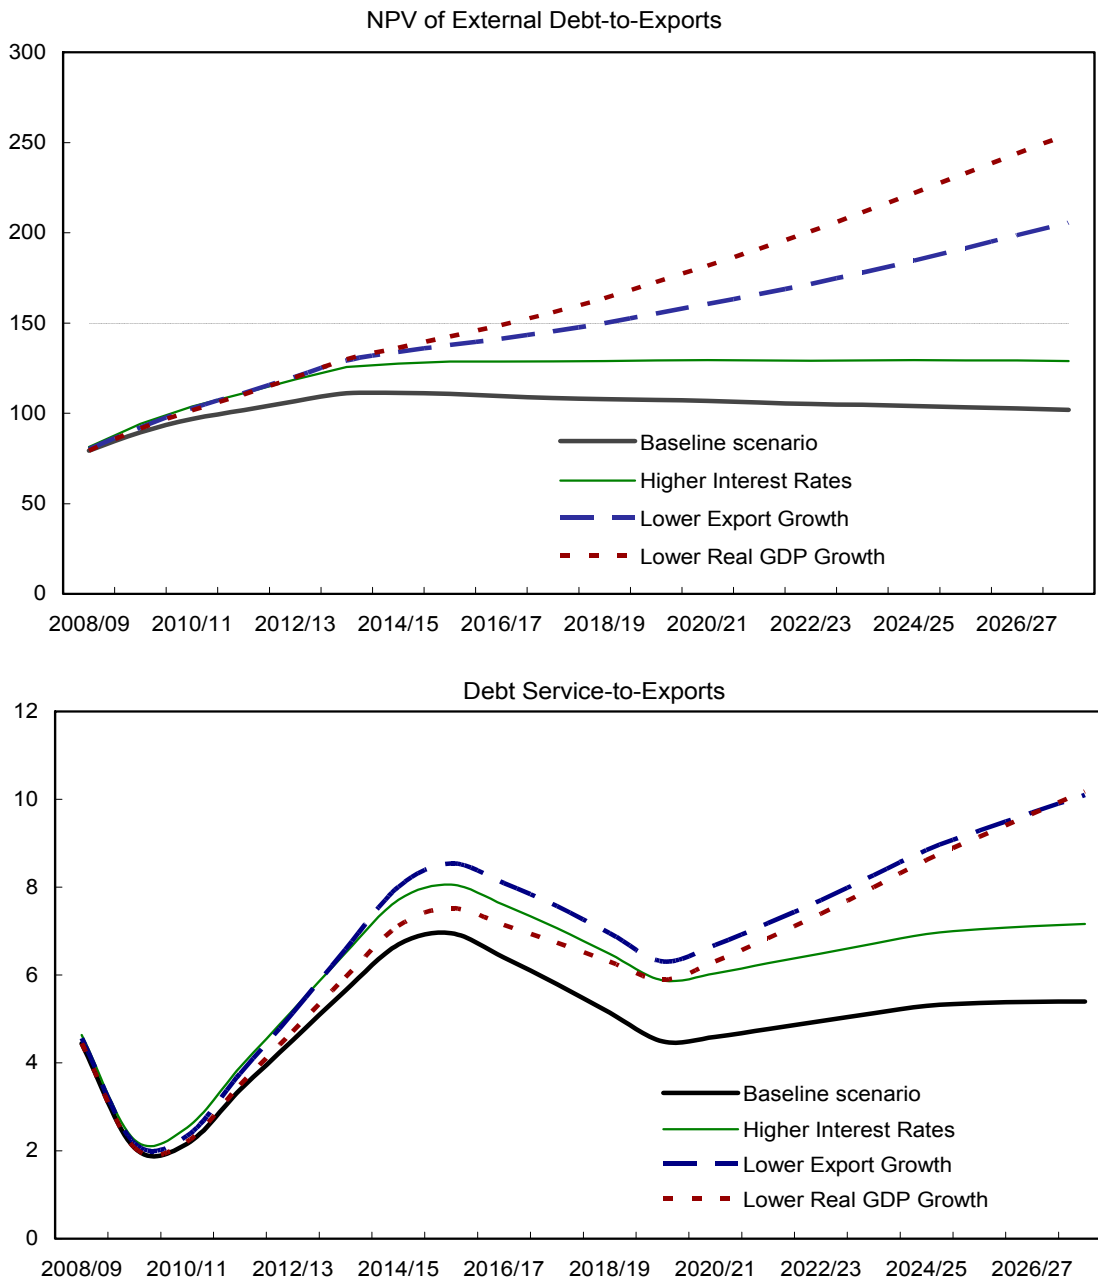 NPV of External Debt-to-Exports
300
250
200
150
100
50
0
Baseline scenario
Higher Interest Rates
Lower Export Growth
Lower Real GDP Growth
2008/09 2010/11 2012/13 2014/15 2016/17 2018/19 2020/21 2022/23 2024/25 2026/27
Debt Service-to-Exports
12
10
8
6
4
2
0
Baseline scenario
Higher Interest Rates
Lower Export Growth
Lower Real GDP Growth
2008/09 2010/11 2012/13 2014/15 2016/17 2018/19 2020/21 2022/23 2024/25 2026/27